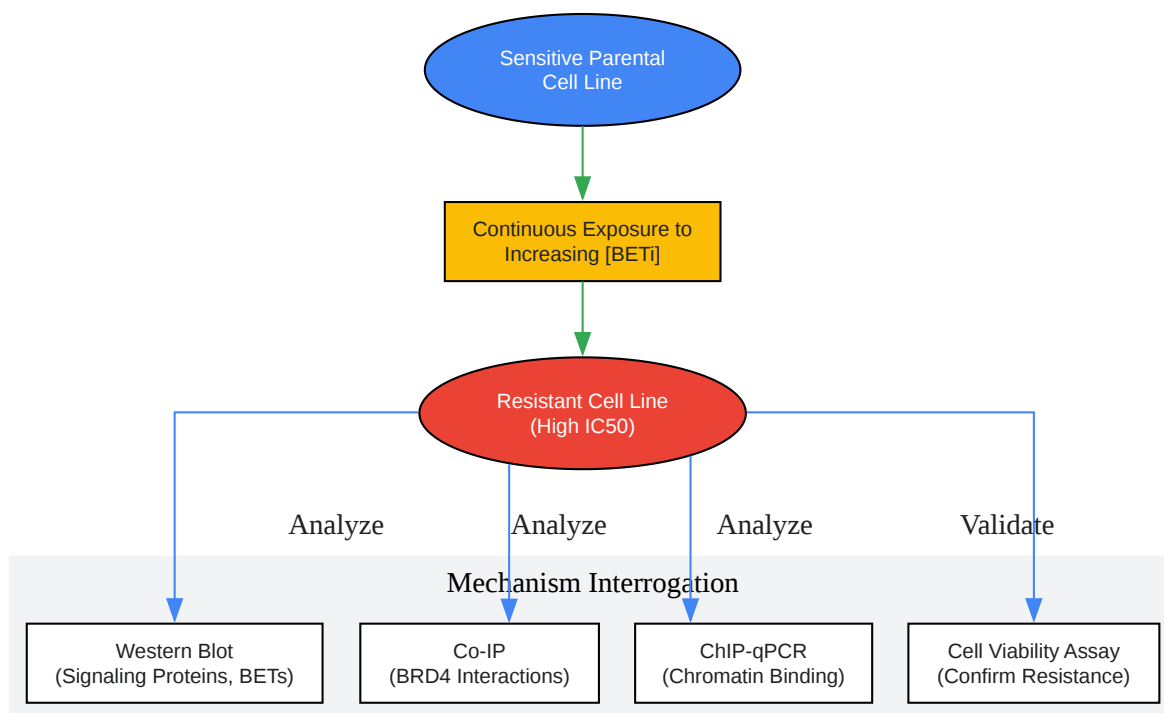 Sensitive Parental
Cell Line
Continuous Exposure to
Increasing [BETi]
Resistant Cell Line
(High IC50)
Analyze
Analyze
Analyze
Validate
Mechanism Interrogation
Western Blot
(Signaling Proteins, BETs)
Co-IP
(BRD4 Interactions)
ChIP-qPCR
(Chromatin Binding)
Cell Viability Assay
(Confirm Resistance)